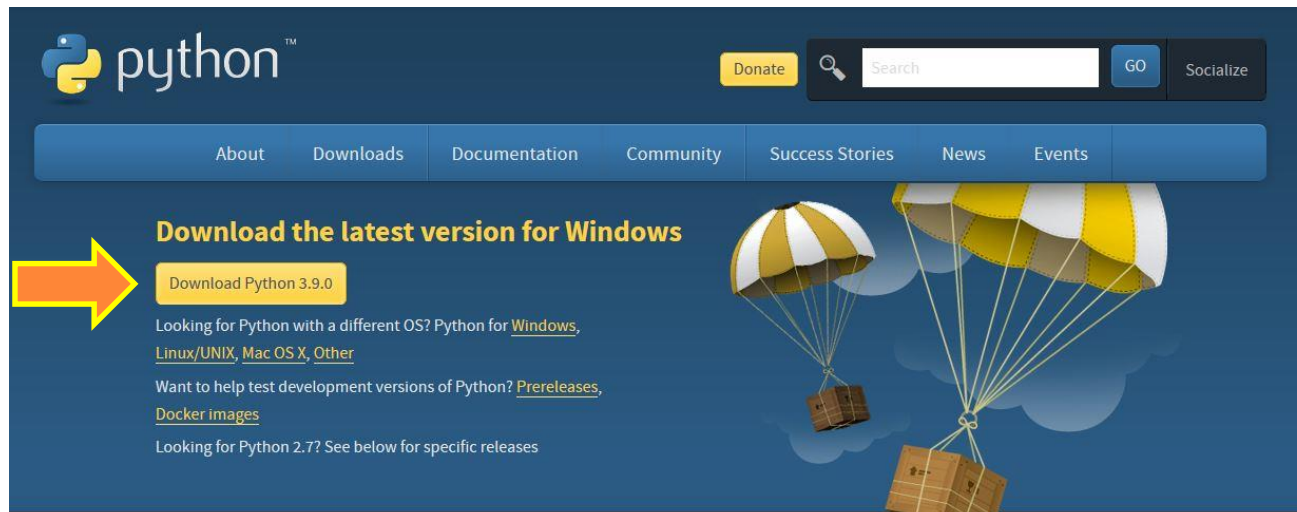 python™
Donate
Search
GO
Socialize
About
Downloads
Documentation
Community
Success Stories
News
Events
Download the latest version for Windows
Download Python 3.9.0
Looking for Python with a different OS? Python for Windows,
Linux/UNIX, Mac OS X, Other
Want to help test development versions of Python? Prereleases,
Docker images
Looking for Python 2.7? See below for specific releases